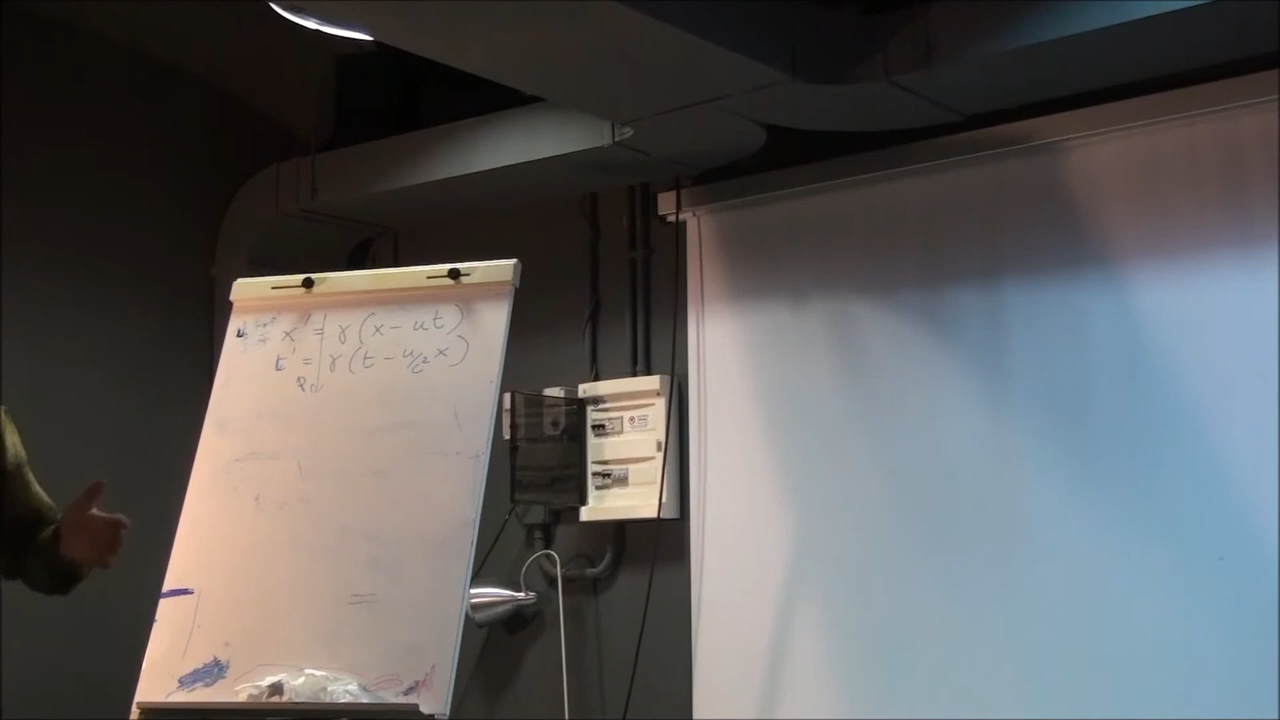 x' = γ (x - ut)
t' = γ (t - u/c² x)